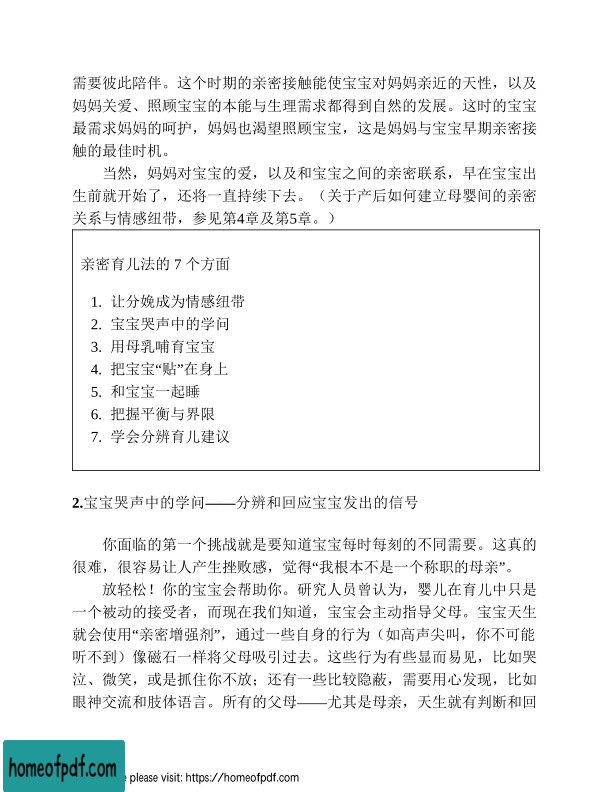 需要彼此陪伴。这个时期的亲密接触能使宝宝对妈妈亲近的天性，以及
妈妈关爱、照顾宝宝的本能与生理需求都得到自然的发展。这时的宝宝
最需求妈妈的呵护，妈妈也渴望照顾宝宝，这是妈妈与宝宝早期亲密接
触的最佳时机。
当然，妈妈对宝宝的爱，以及和宝宝之间的亲密联系，早在宝宝出
生前就开始了，还将一直持续下去。（关于产后如何建立母婴间的亲密
关系与情感纽带，参见第4章及第5章。）
亲密育儿法的 7 个方面
1. 让分娩成为情感纽带
2. 宝宝哭声中的学问
3. 用母乳哺育宝宝
4. 把宝宝“贴”在身上
5. 和宝宝一起睡
6. 把握平衡与界限
7. 学会分辨育儿建议
2.宝宝哭声中的学问——分辨和回应宝宝发出的信号
你面临的第一个挑战就是要知道宝宝每时每刻的不同需要。这真的
很难，很容易让人产生挫败感，觉得“我根本不是一个称职的母亲”。
放轻松！你的宝宝会帮助你。研究人员曾认为，婴儿在育儿中只是
一个被动的接受者，而现在我们知道，宝宝会主动指导父母。宝宝天生
就会使用“亲密增强剂”，通过一些自身的行为（如高声尖叫，你不可能
听不到）像磁石一样将父母吸引过去。这些行为有些显而易见，比如哭
泣、微笑，或是抓住你不放；还有一些比较隐蔽，需要用心发现，比如
眼神交流和肢体语言。所有的父母——尤其是母亲，天生就有判断和回
homeofpdf.com
e please visit: https://homeofpdf.com